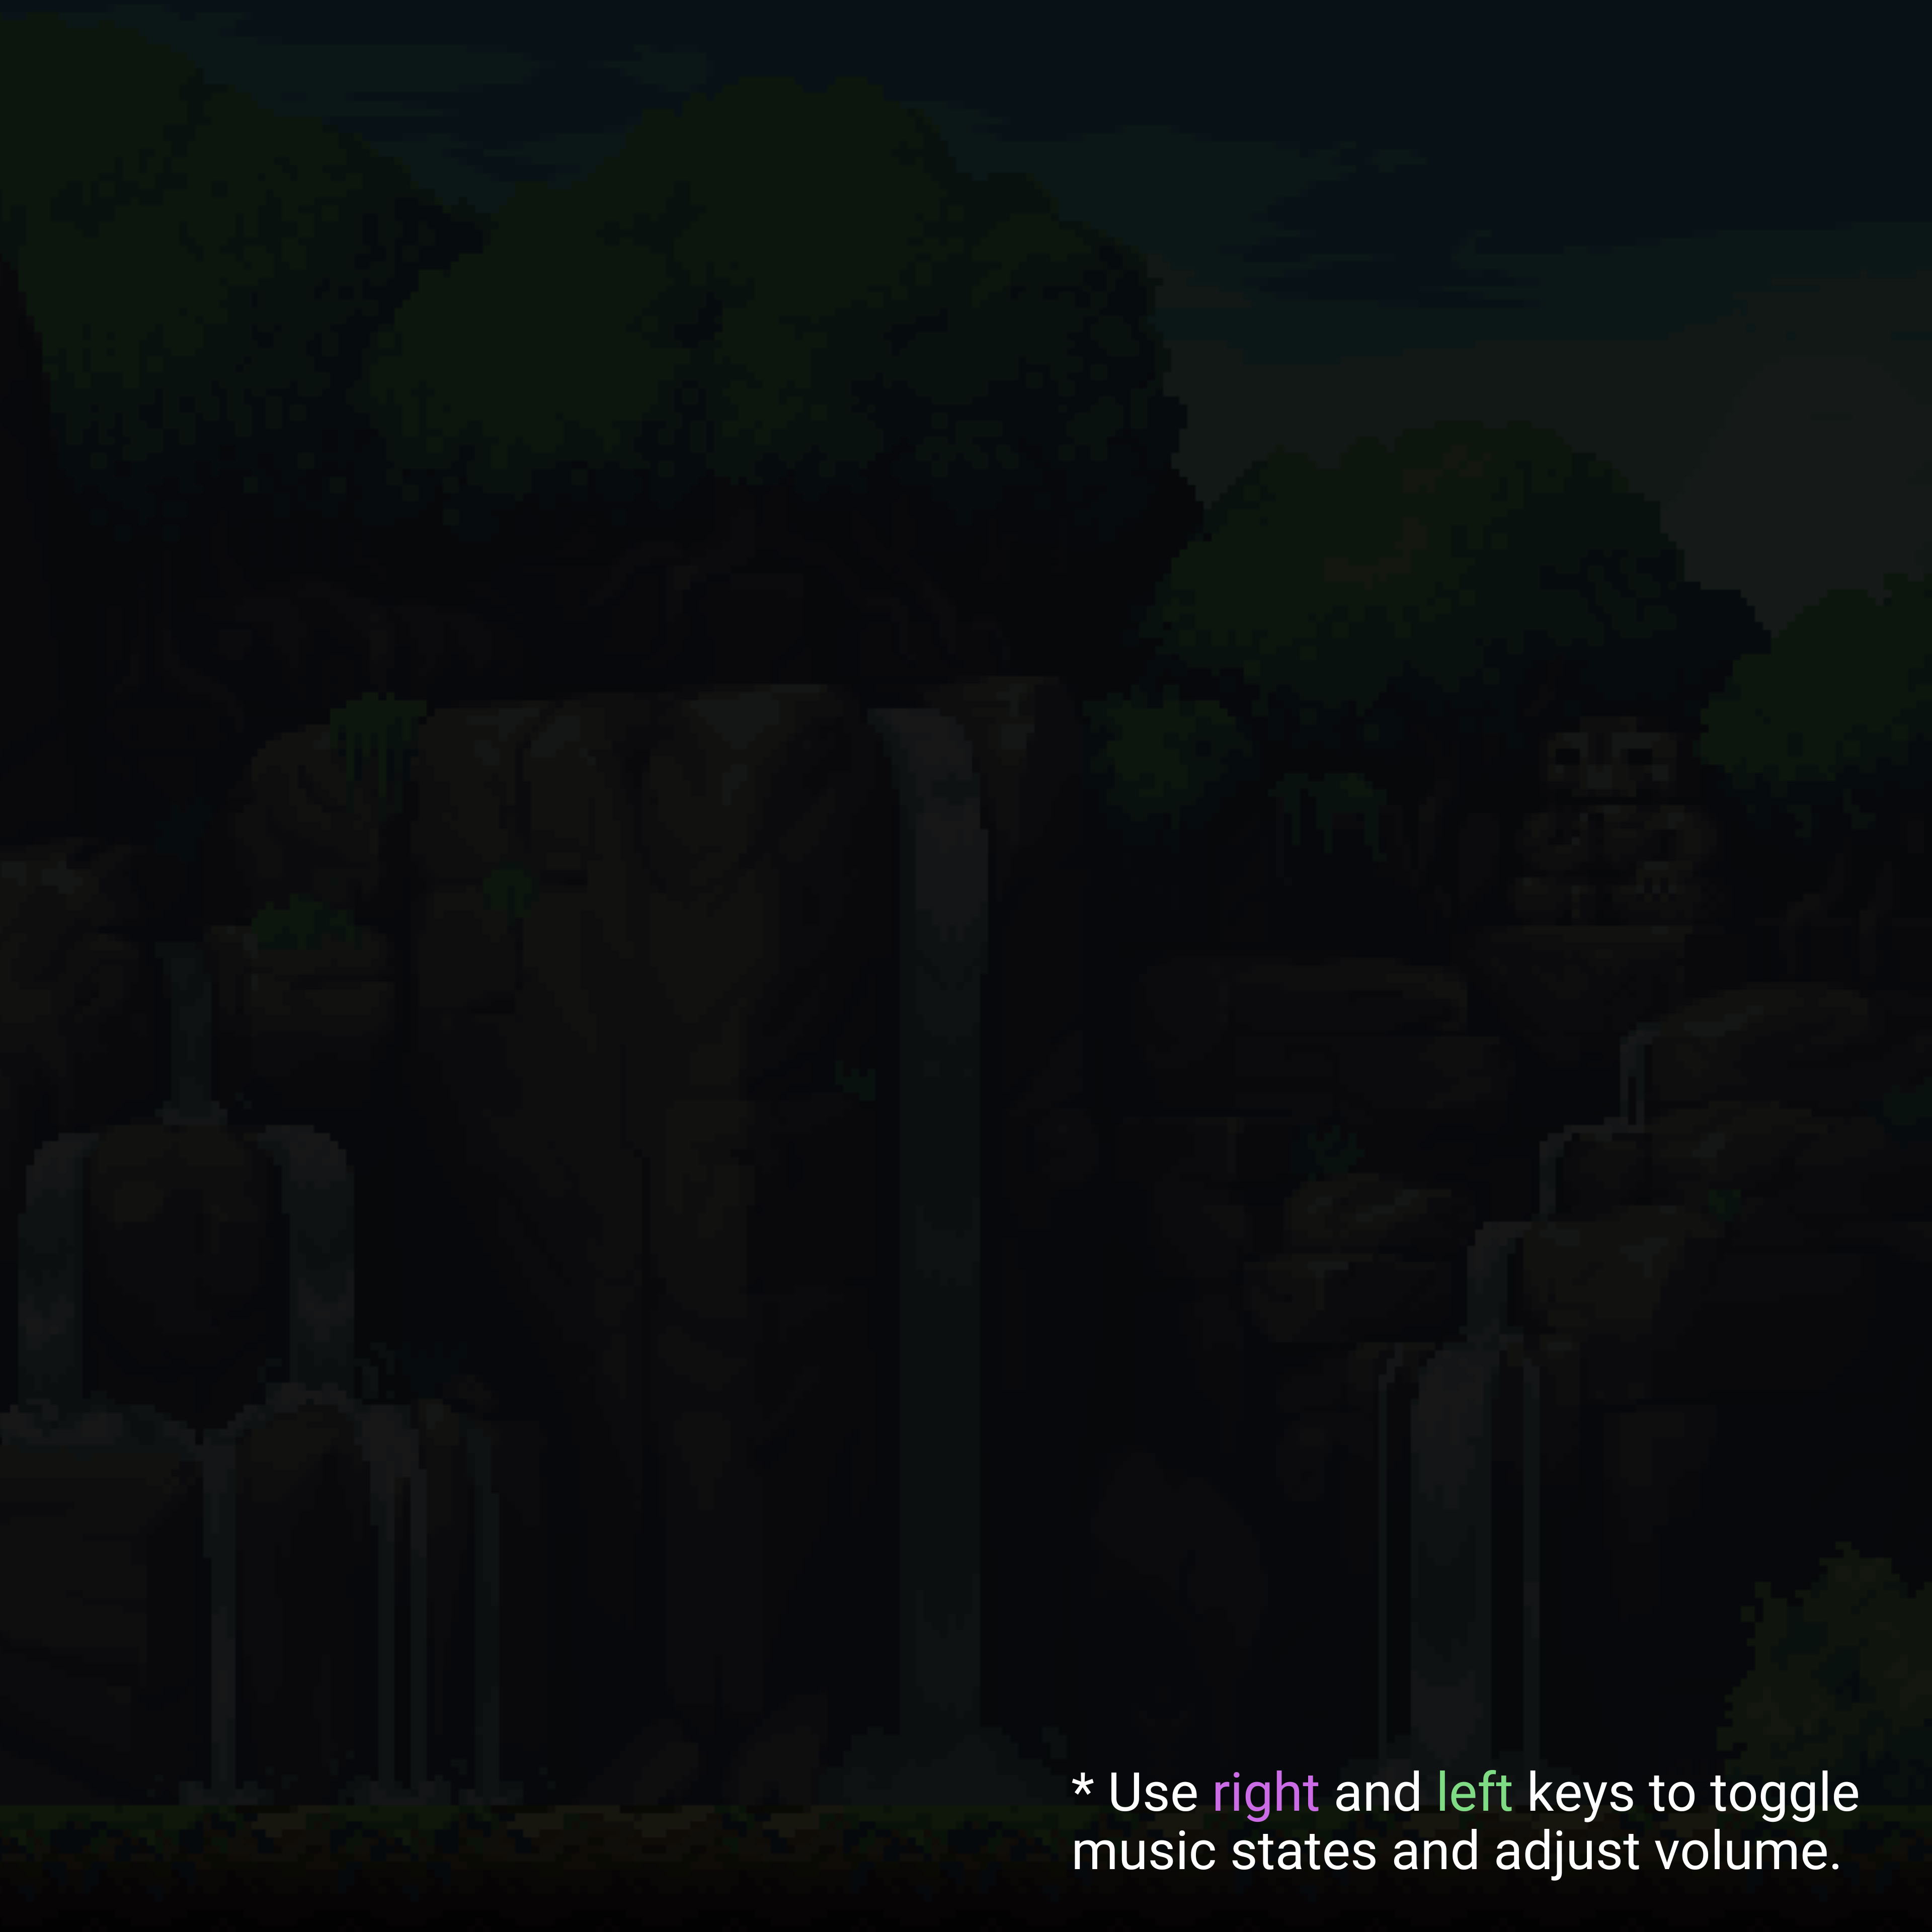 * Use right and left keys to toggle
music states and adjust volume.